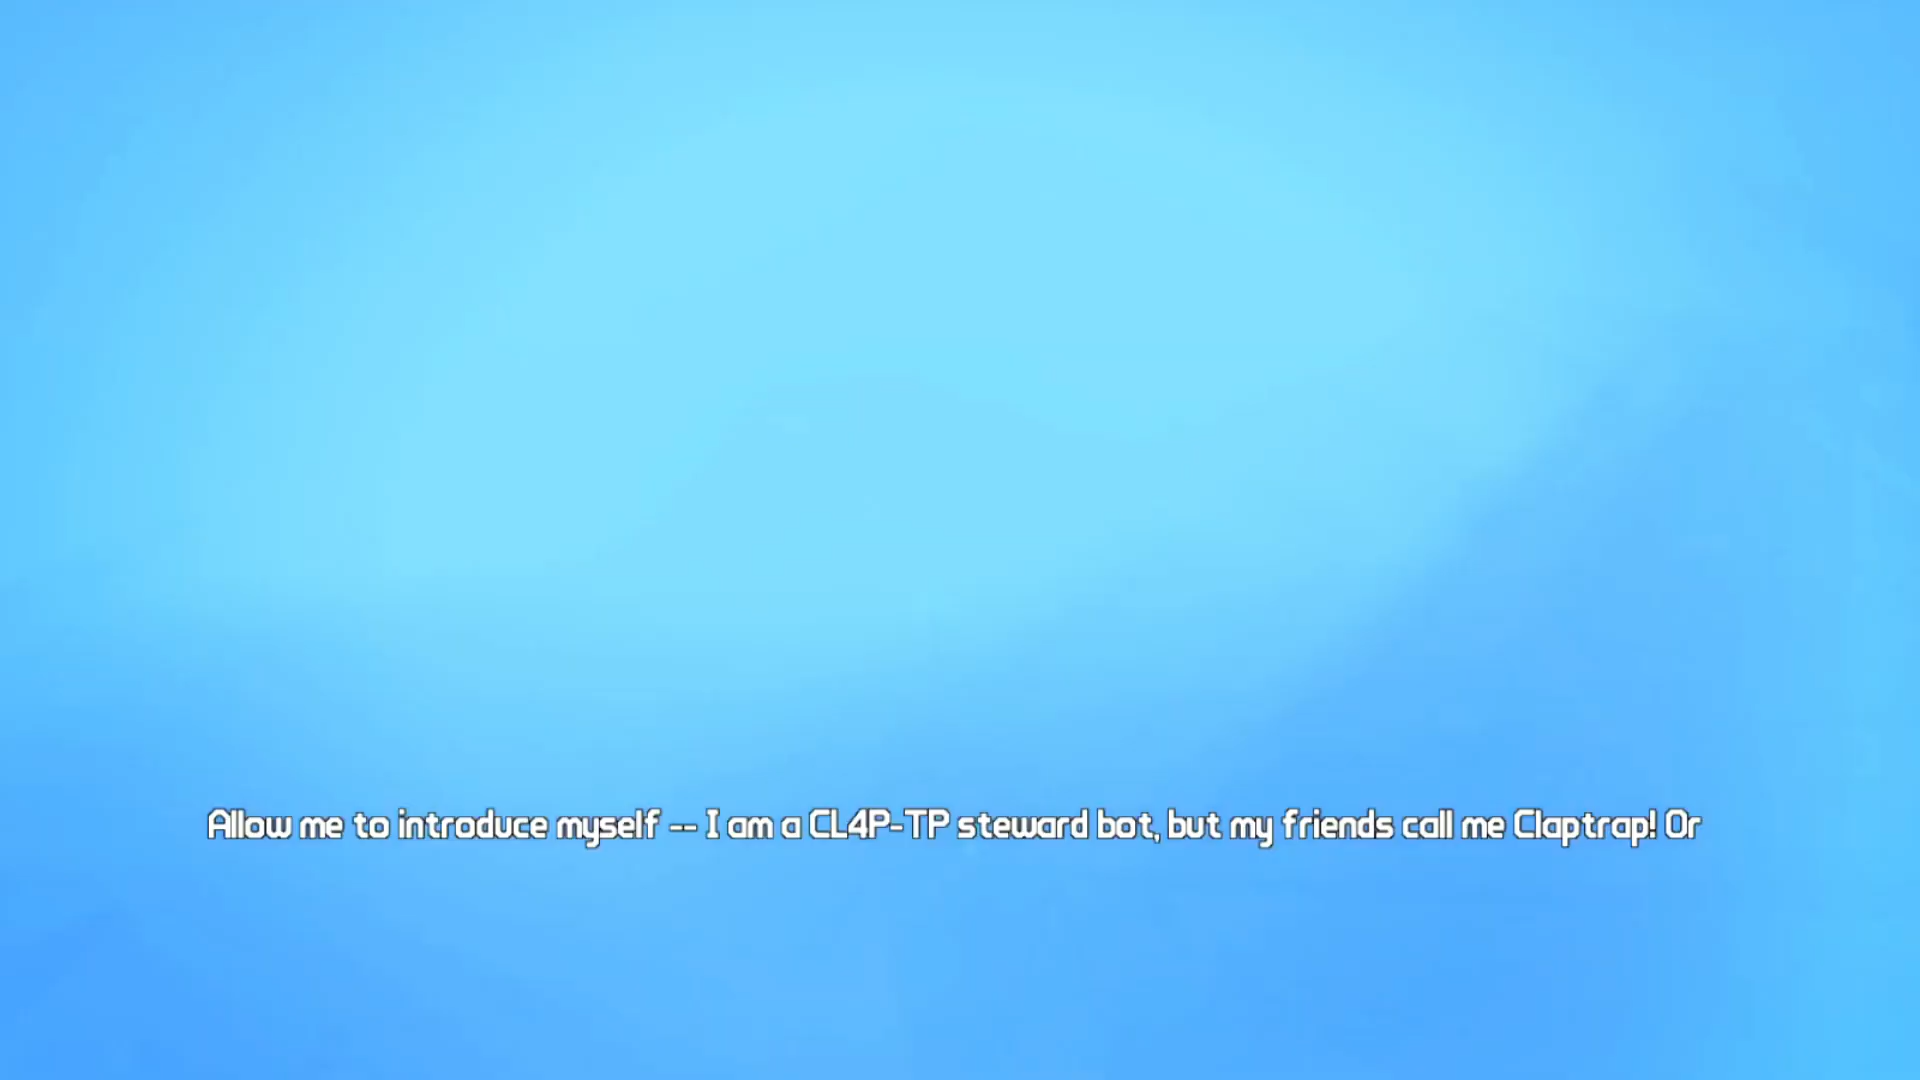 Allow me to introduce myself -- I am a CL4P-TP steward bot, but my friends call me Claptrap! Or